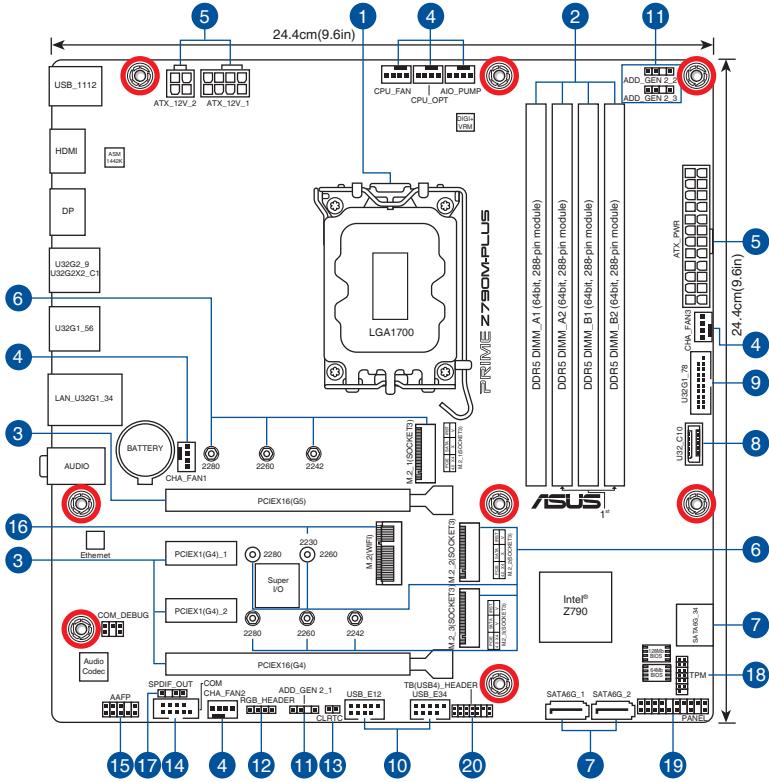 5
1
4
2
11
24.4cm(9.6in)
USB_1112
ATX_12V_2
ATX_12V_1
CPU_FAN
CPU_OPT
AIO_PUMP
ADD_GEN 2_2
ADD_GEN 2_3
DIGI+
VRM
HDMI
ASM
1442K
DP
U32G2_9
U32G2X2_C1
ATX_PWR
5
6
U32G1_56
LGA1700
PRIME Z790M-PLUS
DDR5 DIMM_A1 (64bit, 288-pin module)
DDR5 DIMM_A2 (64bit, 288-pin module)
DDR5 DIMM_B1 (64bit, 288-pin module)
DDR5 DIMM_B2 (64bit, 288-pin module)
24.4cm(9.6in)
CHA_FAN3
4
4
U32G1_78
9
LAN_U32G1_34
3
BATTERY
CHA_FAN1
2280
2260
2242
M.2_1(SOCKET3)
U32_C10
8
AUDIO
PCIEX16(G5)
ASUS
1st
16
2230
Ethernet
3
PCIEX1(G4)_1
2280
2260
M.2(WIFI)
M.2_2(SOCKET3)
6
Super
I/O
Intel®
Z790
PCIEX1(G4)_2
M.2_3(SOCKET3)
COM_DEBUG
2280
2260
2242
SATA6G_34
7
Audio
Codec
PCIEX16(G4)
128Mb
BIOS
64Mb
BIOS
TPM
18
SPDIF_OUT
COM
AAFP
CHA_FAN2
RGB_HEADER
ADD_GEN 2_1
CLRTC
USB_E12
TB(USB4)_HEADER
USB_E34
SATA6G_1
SATA6G_2
PANEL
15
17
14
4
12
11
13
10
20
7
19